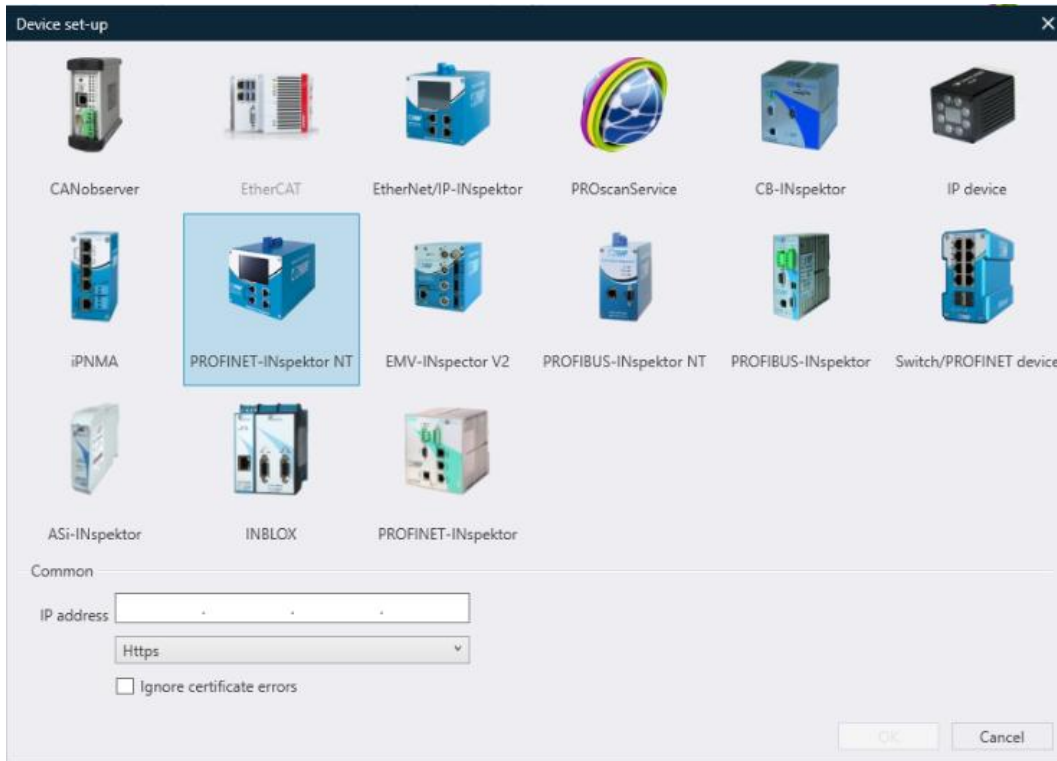 Device set-up
CANobserver
EtherCAT
EtherNet/IP-INspektor
PROscanService
CB-INspektor
IP device
iPNMA
PROFINET-INspektor NT
EMV-INspector V2
PROFIBUS-INspektor NT
PROFIBUS-INspektor
Switch/PROFINET device
ASi-INspektor
INBLOX
PROFINET-INspektor
Common
IP address . . .
Https
Ignore certificate errors
OK
Cancel